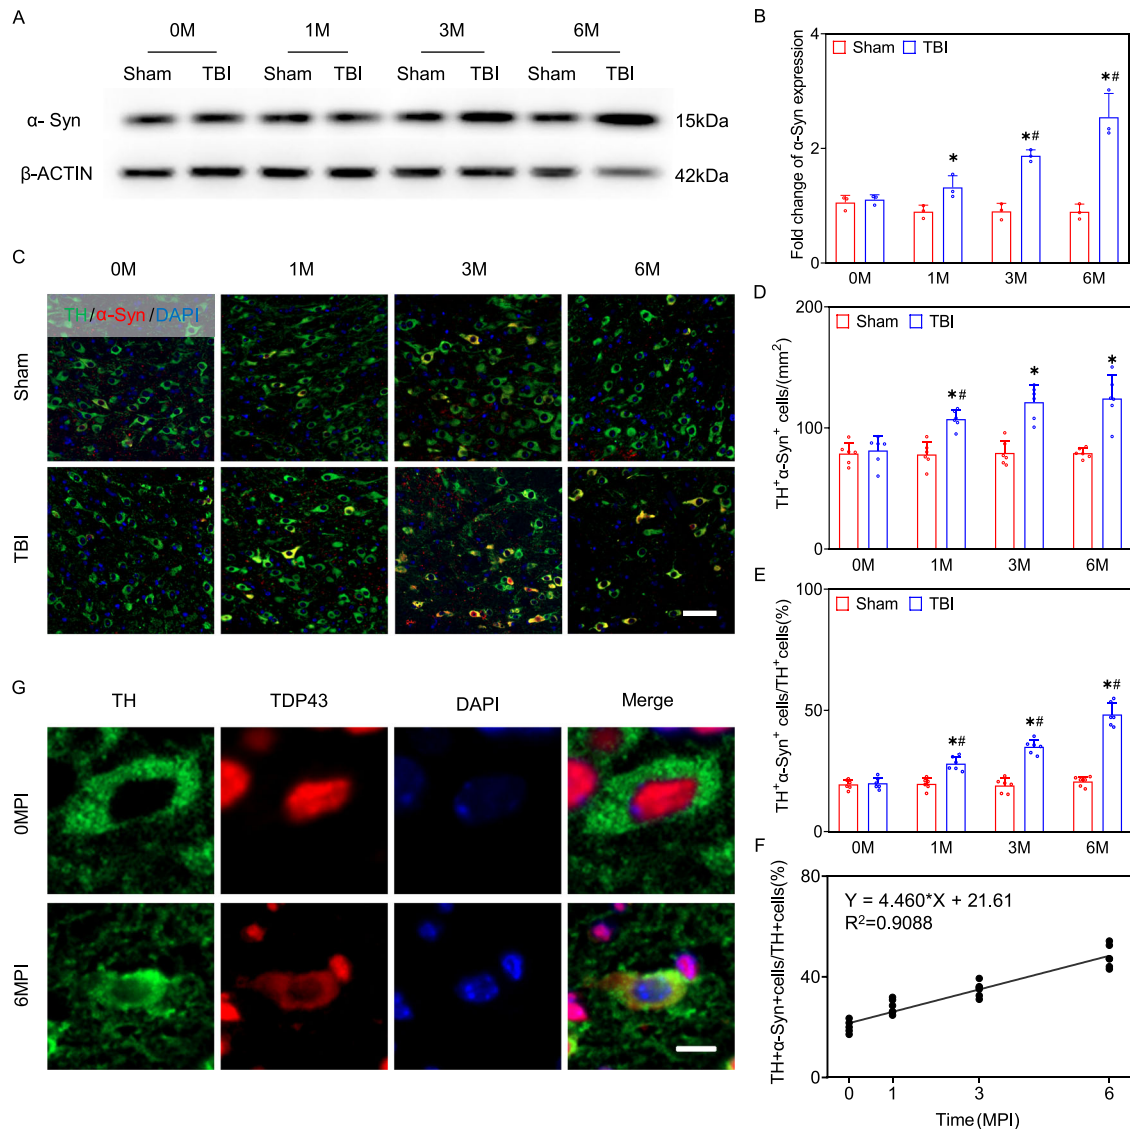 A
0M 1M 3M 6M
Sham TBI Sham TBI Sham TBI Sham TBI
α- Syn 15kDa
β-ACTIN 42kDa
B
Fold change of α-Syn expression
4
2
0
Sham TBI
* *# *#
0M 1M 3M 6M
C
0M 1M 3M 6M
TH/α-Syn/DAPI
Sham
TBI
D
TH⁺α-Syn⁺ cells/(mm²)
200
100
0
Sham TBI
*# * *
0M 1M 3M 6M
E
TH⁺α-Syn⁺ cells/TH⁺cells(%)
100
50
0
Sham TBI
*# *# *#
0M 1M 3M 6M
F
TH+α-Syn+cells/TH+cells(%)
80
40
0
Y = 4.460*X + 21.61
R²=0.9088
0 1 3 6
Time(MPI)
G
TH TDP43 DAPI Merge
0MPI
6MPI